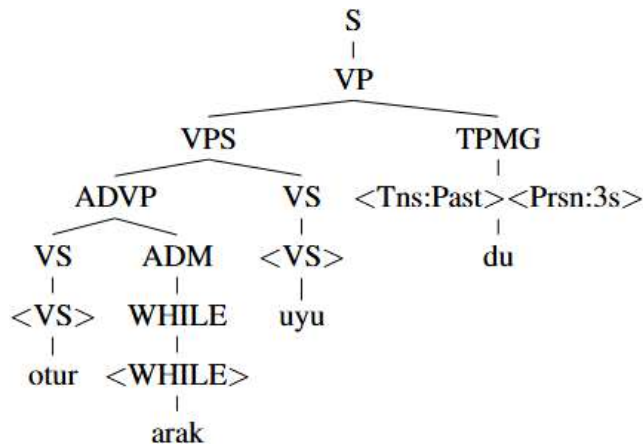 S
VP
VPS TPMG
ADVP VS <Tns:Past><Prsn:3s>
VS ADM <VS> du
<VS> WHILE uyu
otur <WHILE>
arak